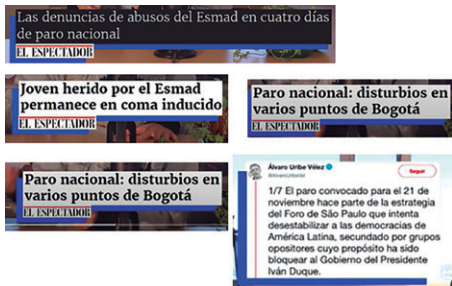 Las denuncias de abusos del Esmad en cuatro días
de paro nacional
EL ESPECTADOR
Joven herido por el Esmad
permanece en coma inducido
EL ESPECTADOR
Paro nacional: disturbios en
varios puntos de Bogotá
EL ESPECTADOR
Paro nacional: disturbios en
varios puntos de Bogotá
EL ESPECTADOR
Álvaro Uribe Vélez
@AlvaroUribeVel
Seguir
1/7 El paro convocado para el 21 de
noviembre hace parte de la estrategia
del Foro de São Paulo que intenta
desestabilizar a las democracias de
América Latina, secundado por grupos
opositores cuyo propósito ha sido
bloquear al Gobierno del Presidente
Iván Duque.